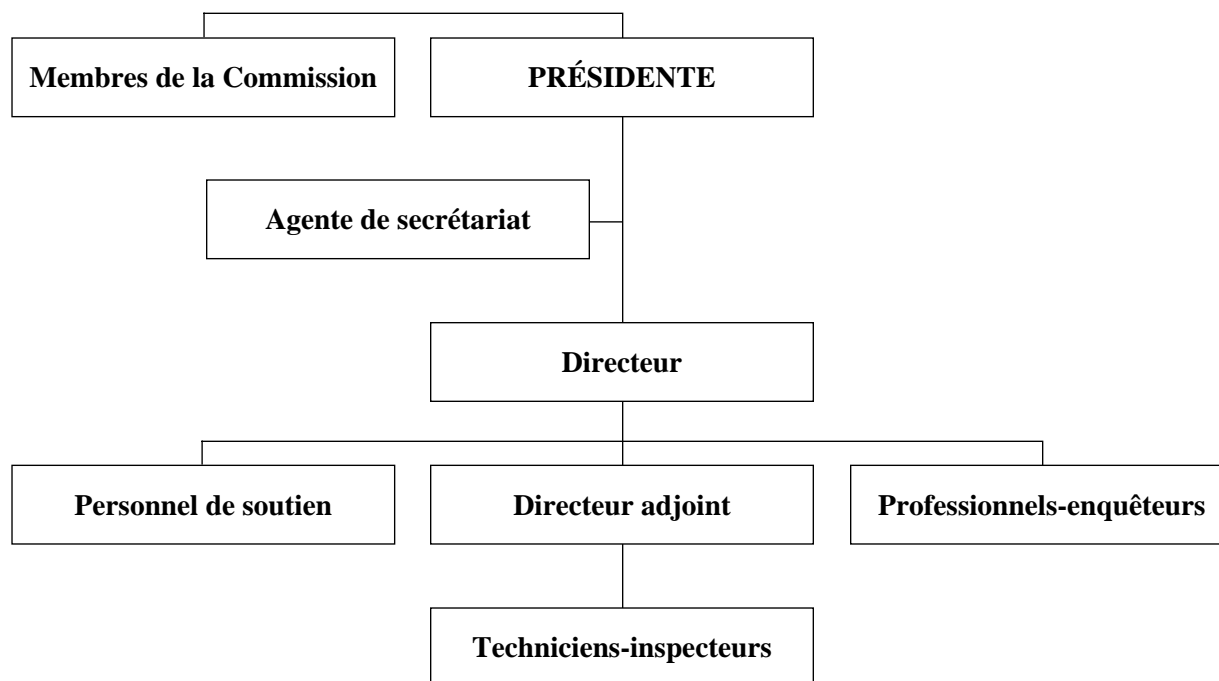 Membres de la Commission
PRÉSIDENTE
Agente de secrétariat
Directeur
Personnel de soutien
Directeur adjoint
Professionnels-enquêteurs
Techniciens-inspecteurs